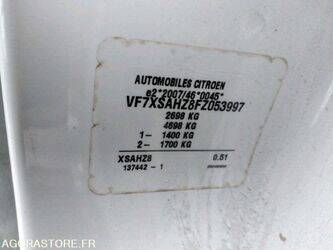 AUTOMOBILES CITROEN
e2*2007/46*0045*
VF7XSAHZ8FZ053997
2698 KG
4698 KG
1- 1400 KG
2- 1700 KG
XSAHZ8 0.51
137442 - 1
AGORASTORE.FR